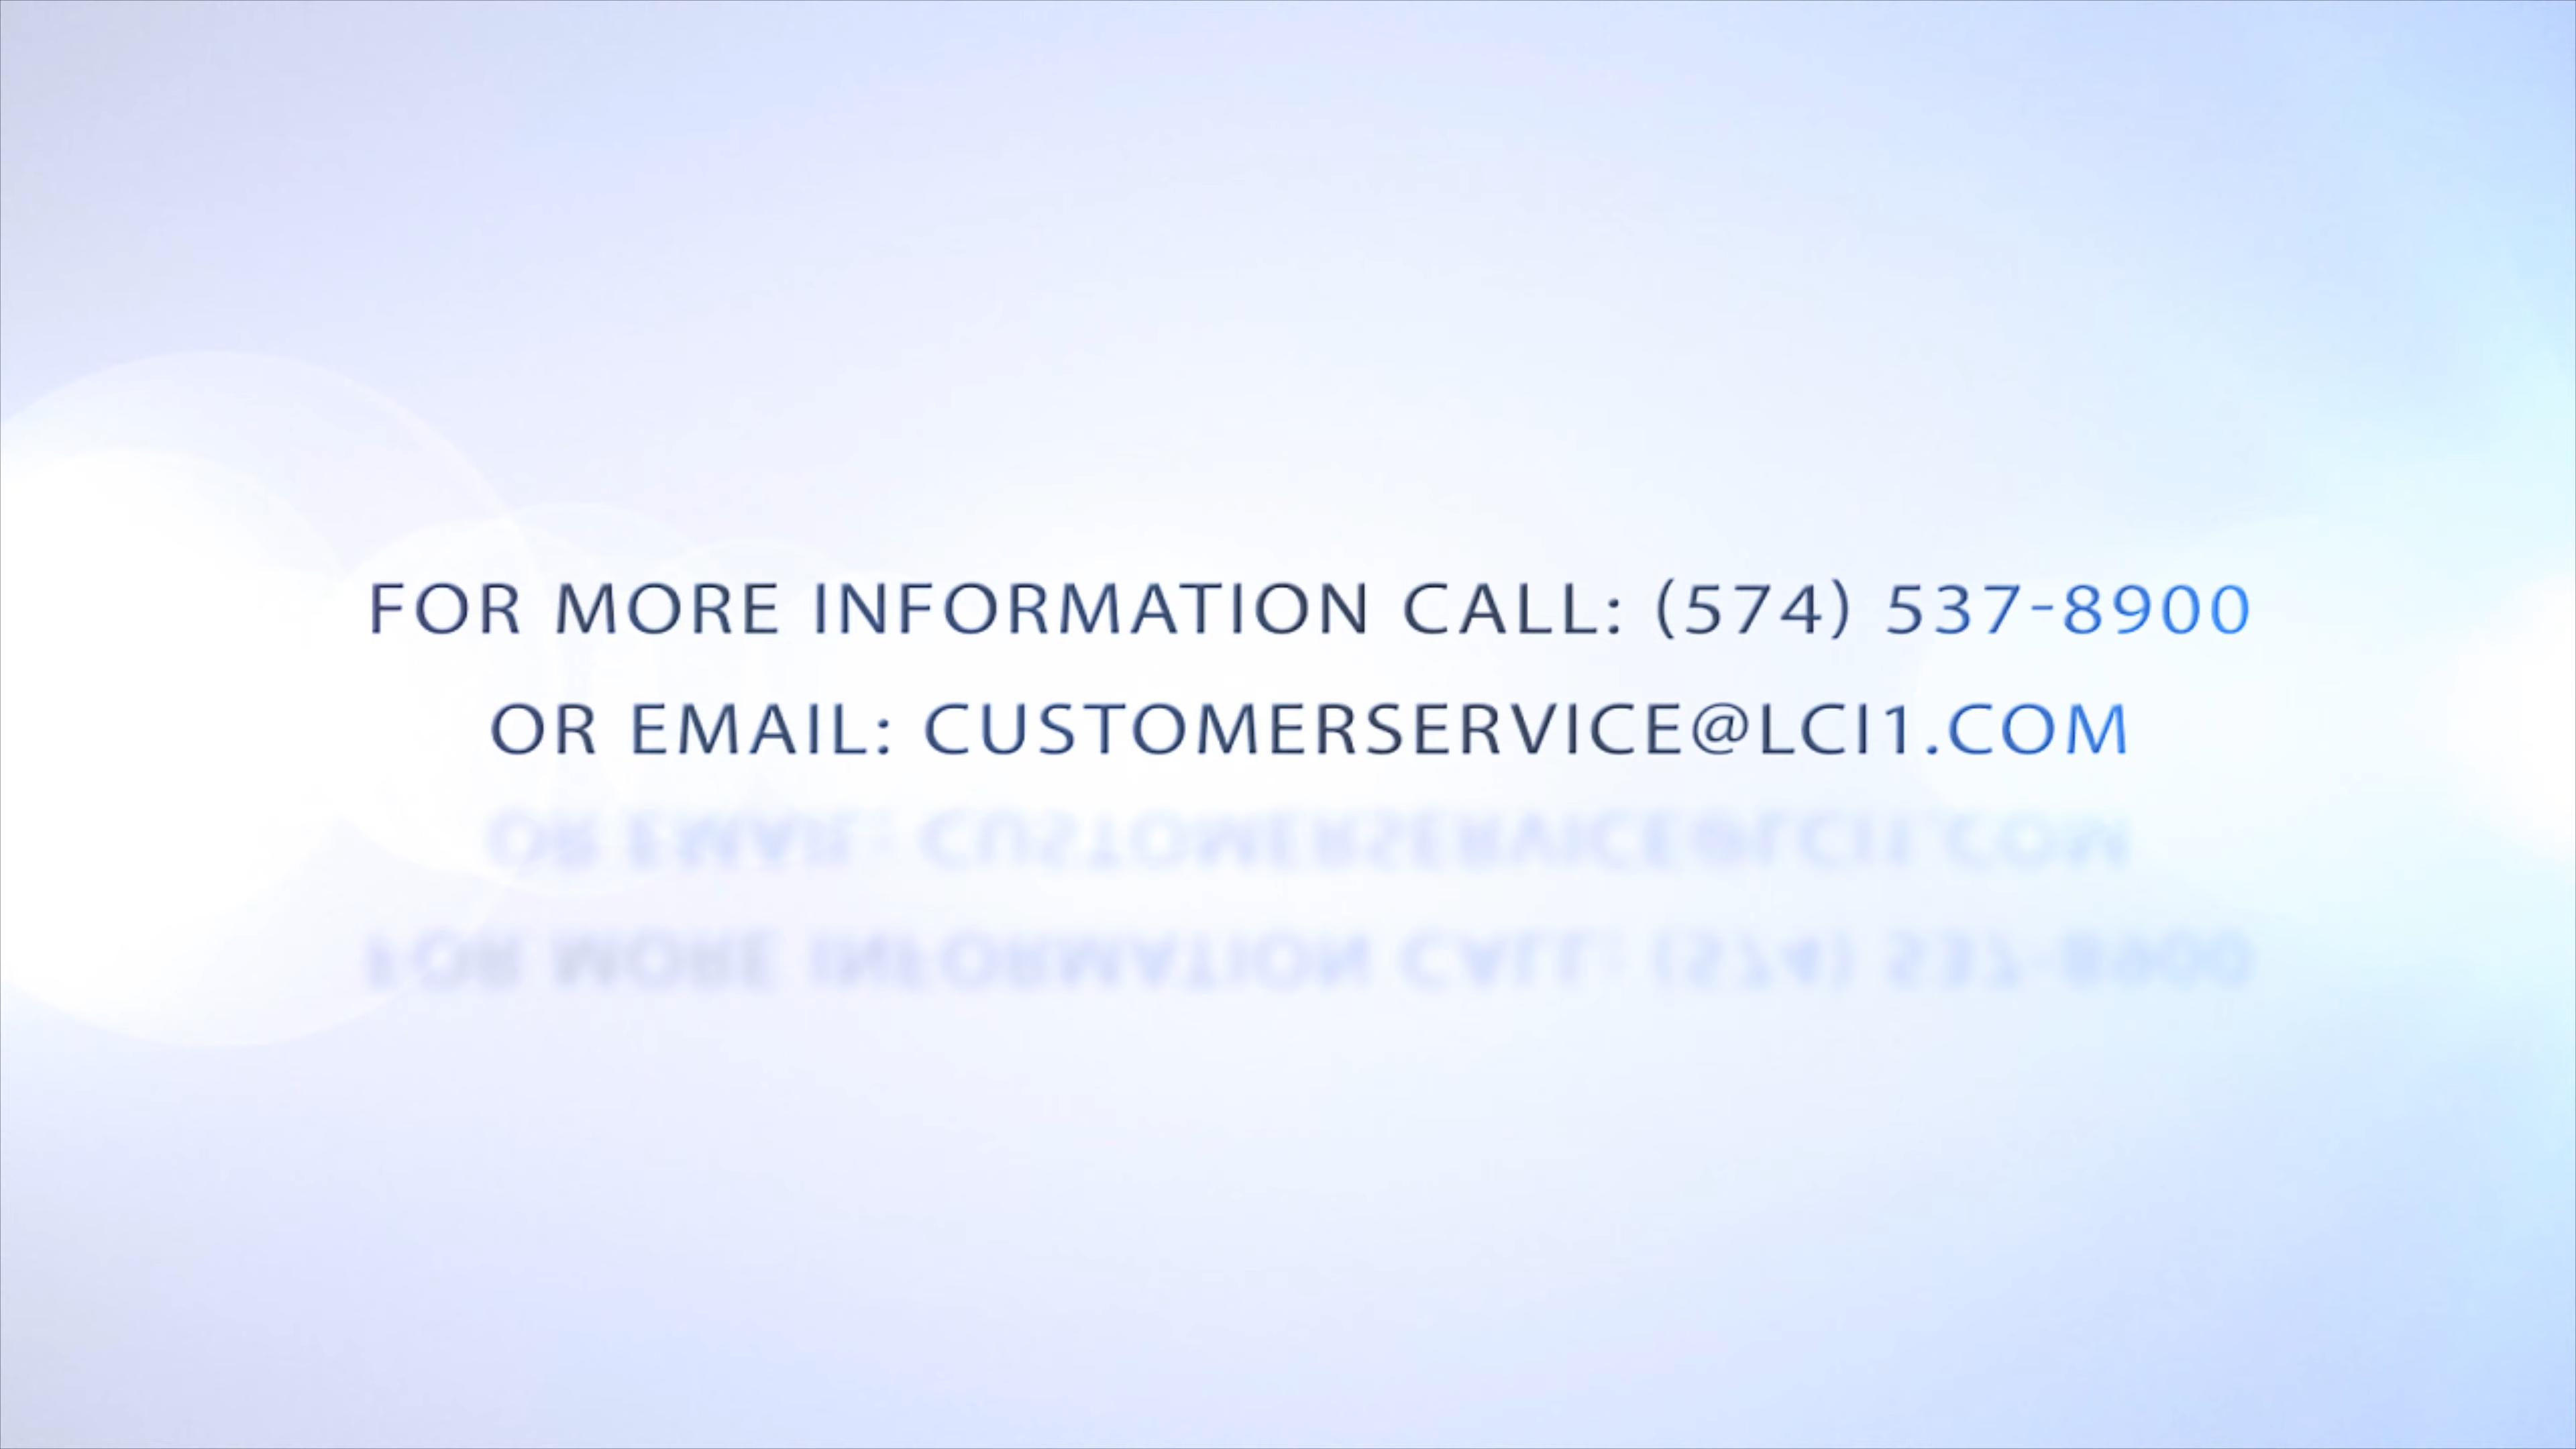 FOR MORE INFORMATION CALL: (574) 537-8900
OR EMAIL: CUSTOMERSERVICE@LCI1.COM